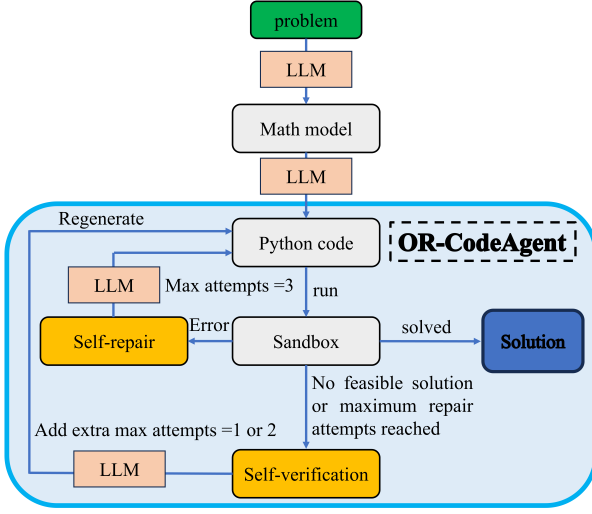 problem
LLM
Math model
LLM
Regenerate
Python code
OR-CodeAgent
LLM
Max attempts =3
run
Self-repair
Error
Sandbox
solved
Solution
No feasible solution
or maximum repair
attempts reached
Add extra max attempts =1 or 2
LLM
Self-verification